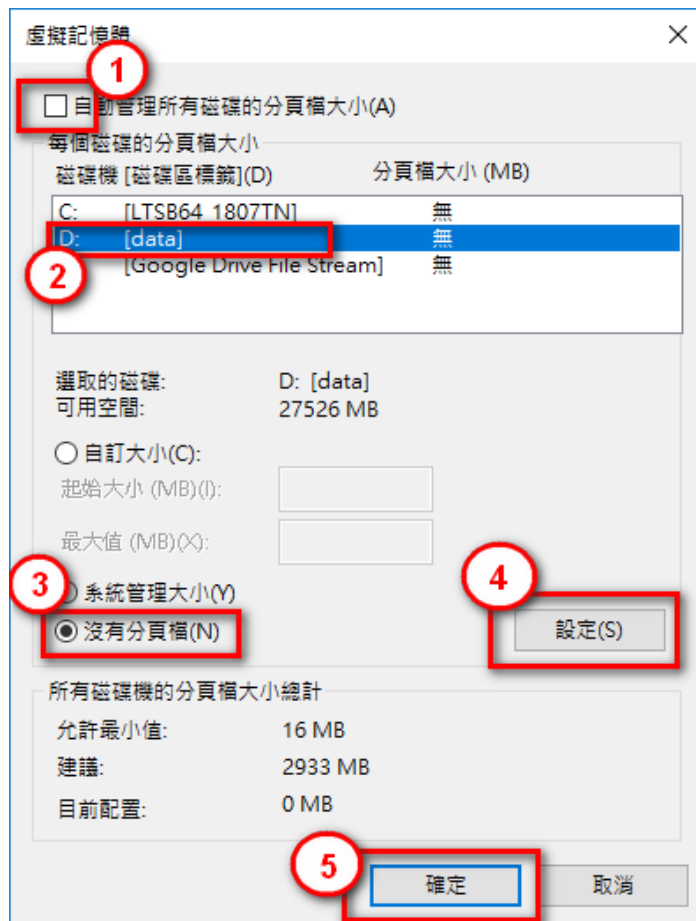 虛擬記憶體
1
自動管理所有磁碟的分頁檔大小(A)
每個磁碟的分頁檔大小
磁碟機 [磁碟區標籤](D) 分頁檔大小 (MB)
C: [LTSB64_1807TN] 無
D: [data] 無
2
[Google Drive File Stream] 無
選取的磁碟: D: [data]
可用空間: 27526 MB
自訂大小(C):
起始大小 (MB)(I):
最大值 (MB)(X):
3
系統管理大小(Y)
4
沒有分頁檔(N)
設定(S)
所有磁碟機的分頁檔大小總計
允許最小值: 16 MB
建議: 2933 MB
目前配置: 0 MB
5
確定 取消